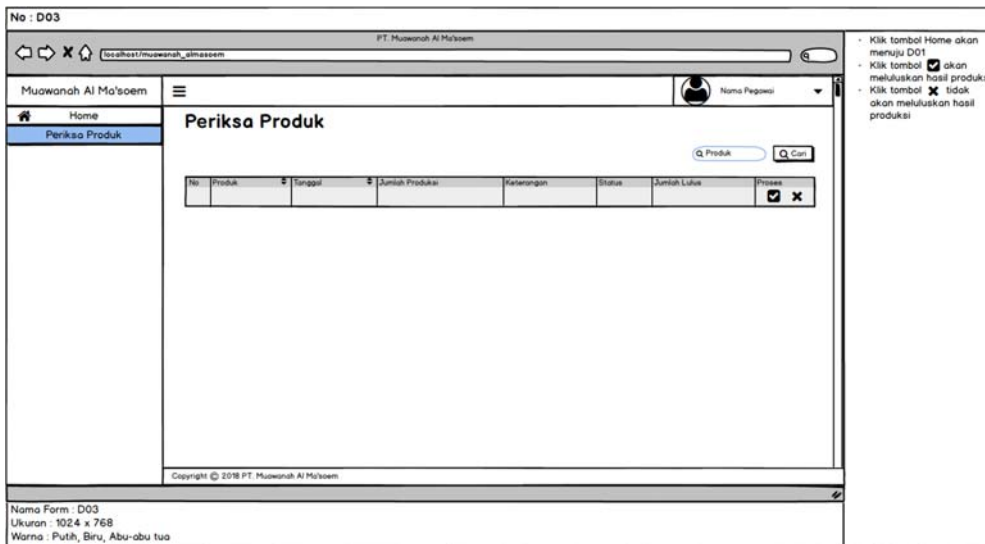 No : D03
PT. Muawanah Al Ma'soem
localhost/muawanah_almasoem
Muawanah Al Ma'soem
Nama Pegawai
Home
Periksa Produk
Periksa Produk
Produk
Cari
No Produk Tanggal Jumlah Produksi Keterangan Status Jumlah Lulus Proses
Copyright © 2018 PT. Muawanah Al Ma'soem
Nama Form : D03
Ukuran : 1024 x 768
Warna : Putih, Biru, Abu-abu tua
· Klik tombol Home akan
menuju D01
· Klik tombol ☑ akan
meluluskan hasil produksi
· Klik tombol ✖ tidak
akan meluluskan hasil
produksi